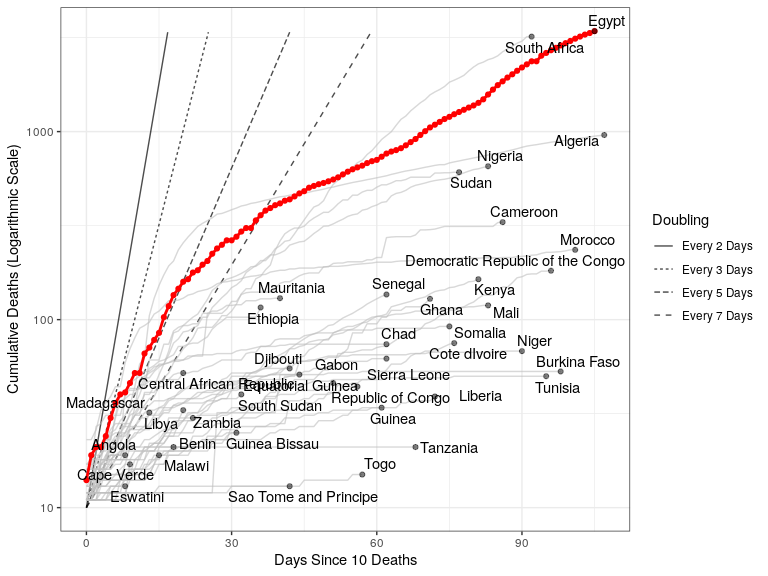 Egypt
South Africa
1000
Algeria
Nigeria
Sudan
Cameroon
Morocco
Democratic Republic of the Congo
Mauritania
Senegal
Kenya
Ghana
Mali
Ethiopia
100
Chad
Somalia
Niger
Cote dIvoire
Djibouti
Gabon
Burkina Faso
Central African Republic
Equatorial Guinea
Sierra Leone
Tunisia
Madagascar
South Sudan
Republic of Congo
Liberia
Libya
Zambia
Guinea
Angola
Benin
Guinea Bissau
Tanzania
Malawi
Togo
Cape Verde
Eswatini
Sao Tome and Principe
10
0
30
60
90
Days Since 10 Deaths
Cumulative Deaths (Logarithmic Scale)
Doubling
Every 2 Days
Every 3 Days
Every 5 Days
Every 7 Days